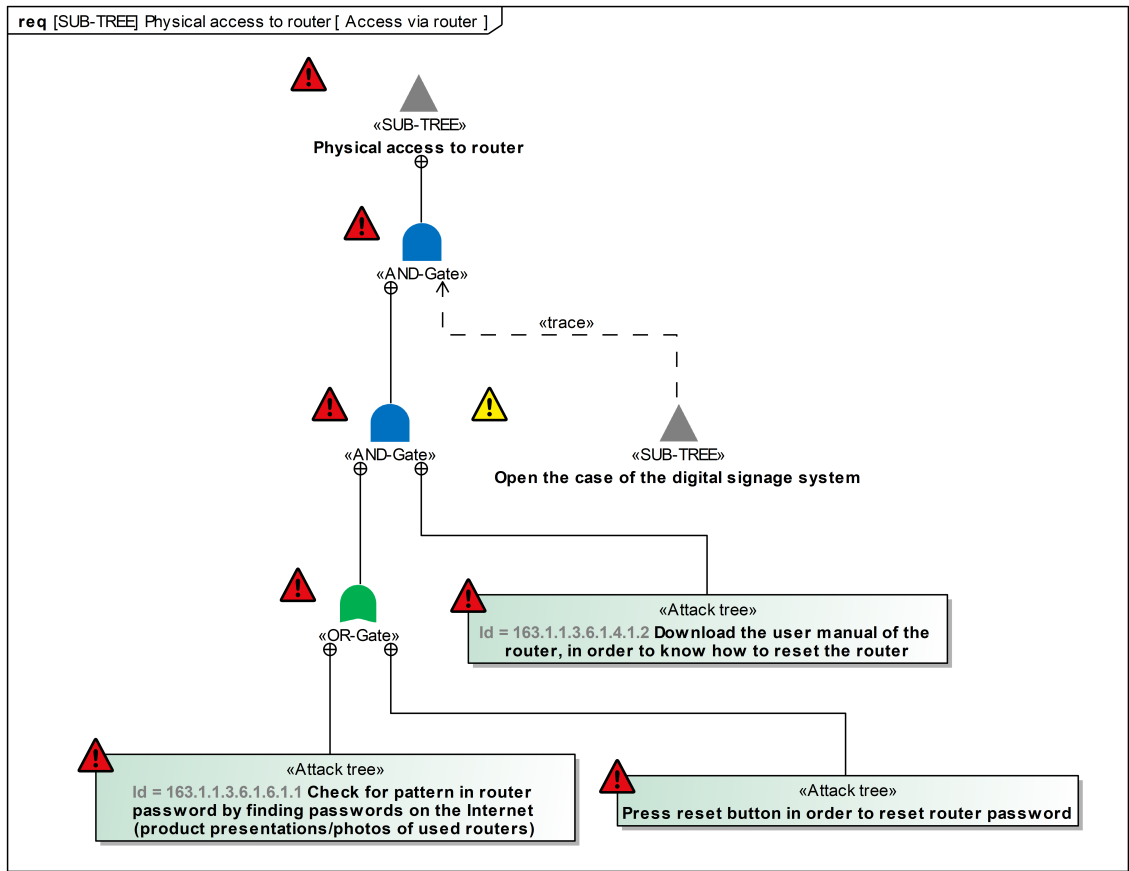 req [SUB-TREE] Physical access to router [ Access via router ]
«SUB-TREE»
Physical access to router
«AND-Gate»
«trace»
«AND-Gate»
«SUB-TREE»
Open the case of the digital signage system
«OR-Gate»
«Attack tree»
Id = 163.1.1.3.6.1.4.1.2 Download the user manual of the
router, in order to know how to reset the router
«Attack tree»
Id = 163.1.1.3.6.1.6.1.1 Check for pattern in router
password by finding passwords on the Internet
(product presentations/photos of used routers)
«Attack tree»
Press reset button in order to reset router password